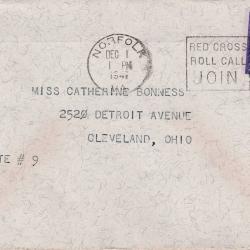 NORFOLK
DEC 1
1 PM
1941
RED CROSS
ROLL CALL
JOIN
MISS CATHERINE BONNESS
2520 DETROIT AVENUE
CLEVELAND, OHIO
TE # 9